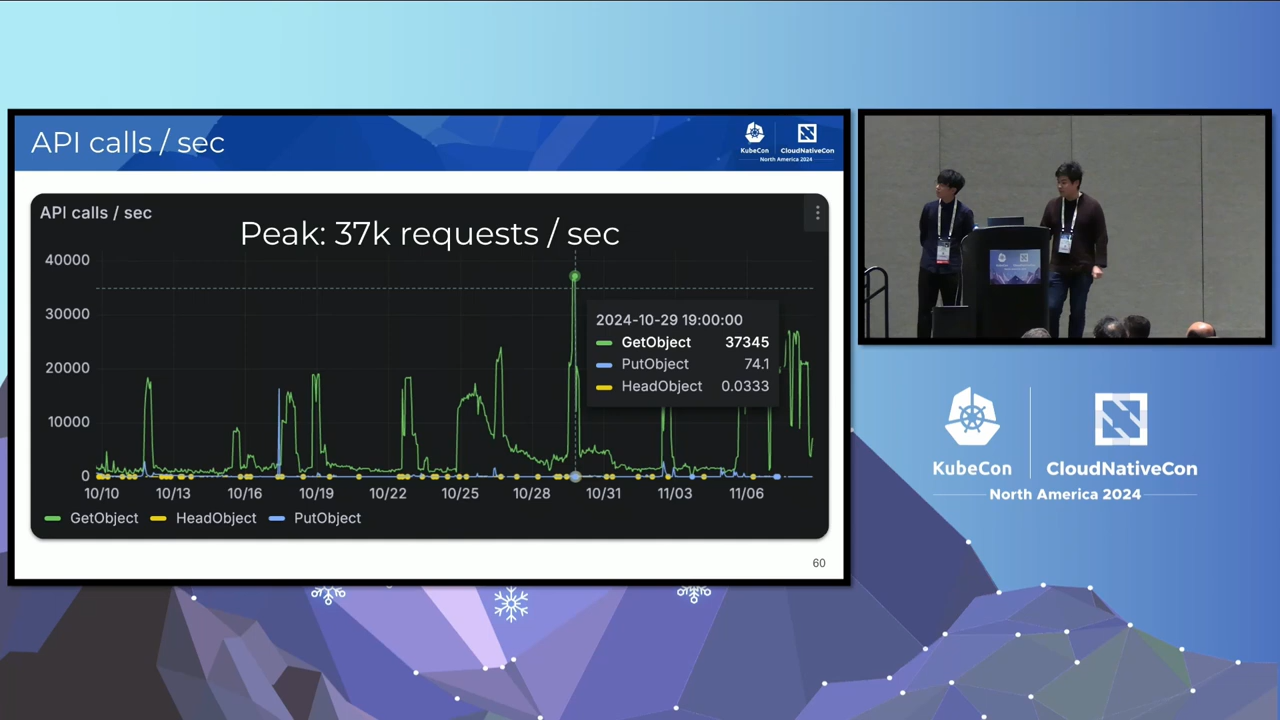 API calls / sec
KubeCon
CloudNativeCon
North America 2024
API calls / sec
Peak: 37k requests / sec
40000
30000
20000
10000
0
2024-10-29 19:00:00
GetObject 37345
PutObject 74.1
HeadObject 0.0333
10/10 10/13 10/16 10/19 10/22 10/25 10/28 10/31 11/03 11/06
GetObject HeadObject PutObject
60
KubeCon
CloudNativeCon
North America 2024